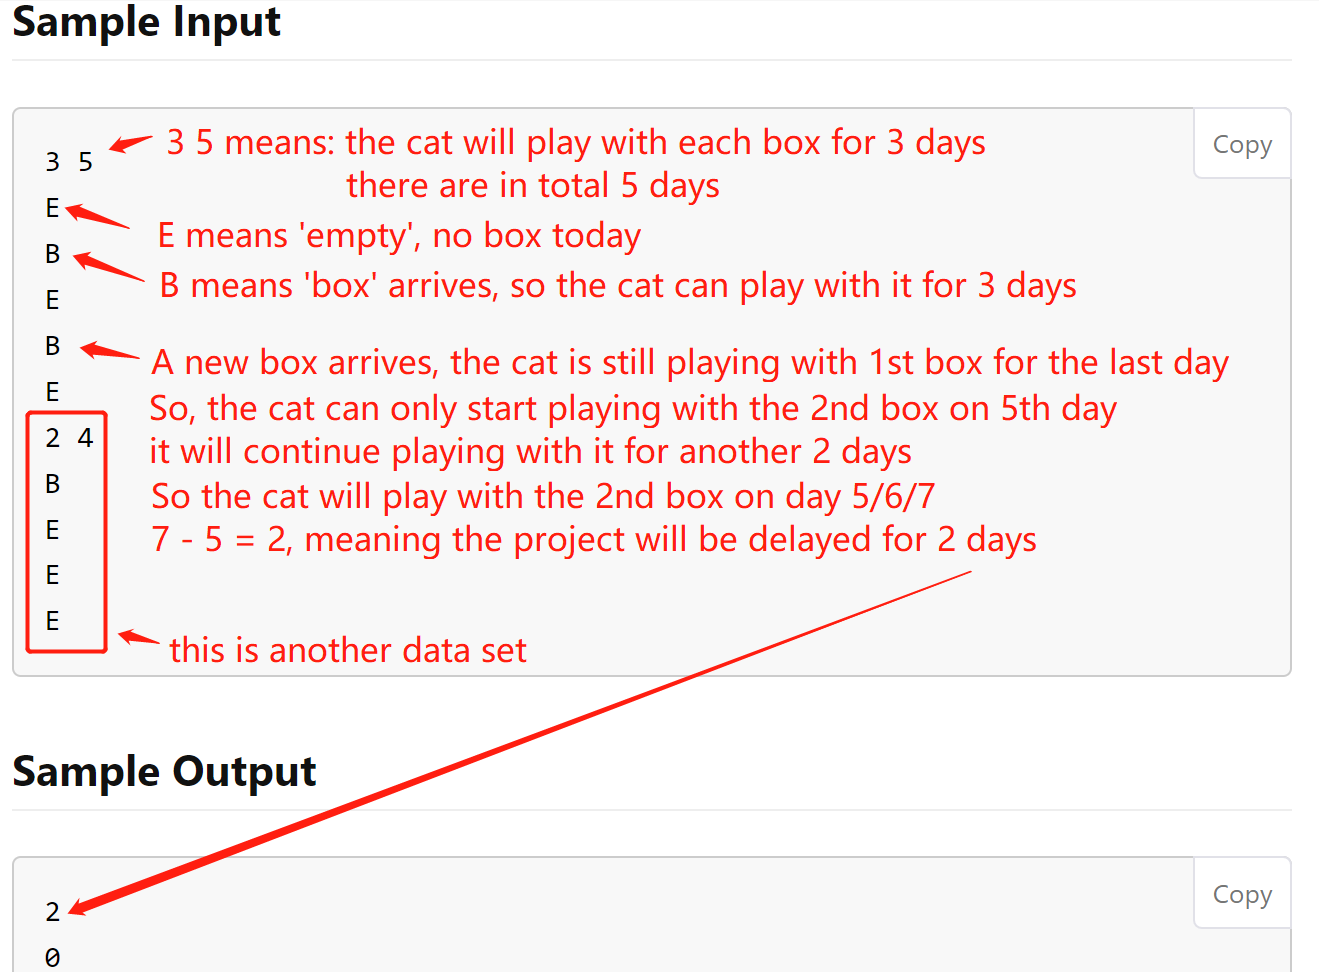 Sample Input
Copy
3 5
3 5 means: the cat will play with each box for 3 days
there are in total 5 days
E
E means 'empty', no box today
B
B means 'box' arrives, so the cat can play with it for 3 days
E
B
A new box arrives, the cat is still playing with 1st box for the last day
E
So, the cat can only start playing with the 2nd box on 5th day
2 4
it will continue playing with it for another 2 days
B
So the cat will play with the 2nd box on day 5/6/7
E
7 - 5 = 2, meaning the project will be delayed for 2 days
E
E
this is another data set
Sample Output
Copy
2
0